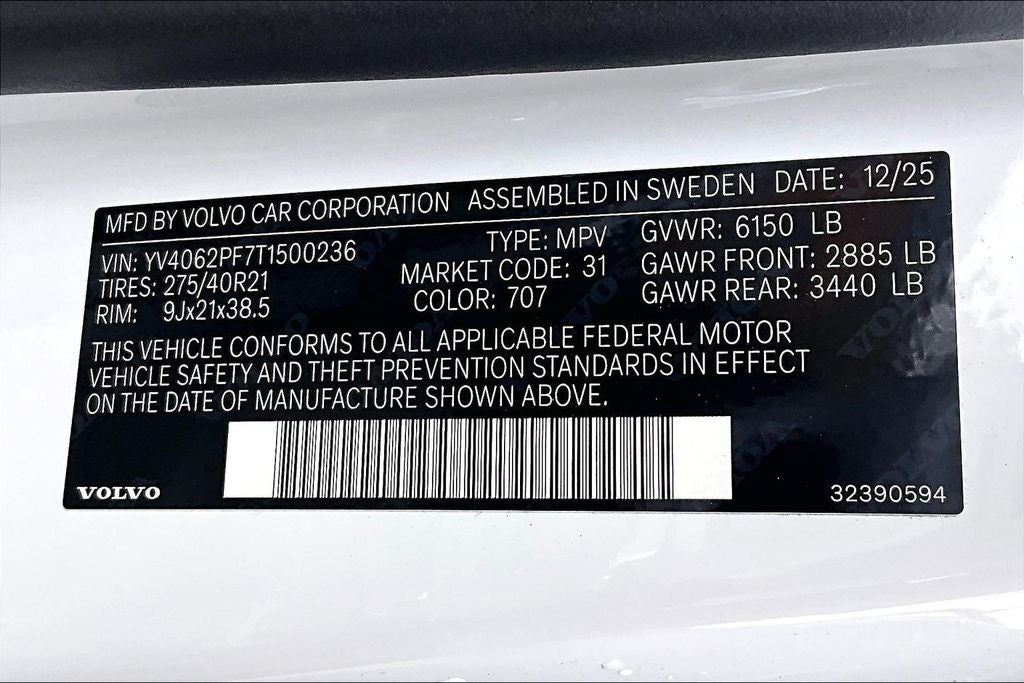 MFD BY VOLVO CAR CORPORATION ASSEMBLED IN SWEDEN DATE: 12/25
VIN: YV4062PF7T1500236 TYPE: MPV GVWR: 6150 LB
TIRES: 275/40R21 MARKET CODE: 31 GAWR FRONT: 2885 LB
RIM: 9Jx21x38.5 COLOR: 707 GAWR REAR: 3440 LB
THIS VEHICLE CONFORMS TO ALL APPLICABLE FEDERAL MOTOR
VEHICLE SAFETY AND THEFT PREVENTION STANDARDS IN EFFECT
ON THE DATE OF MANUFACTURE SHOWN ABOVE.
VOLVO 32390594